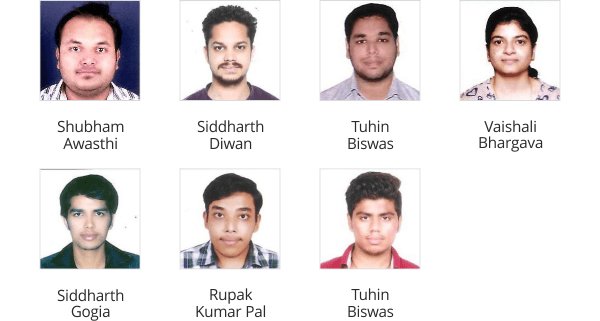 Shubham
Awasthi
Siddharth
Diwan
Tuhin
Biswas
Vaishali
Bhargava
Siddharth
Gogia
Rupak
Kumar Pal
Tuhin
Biswas